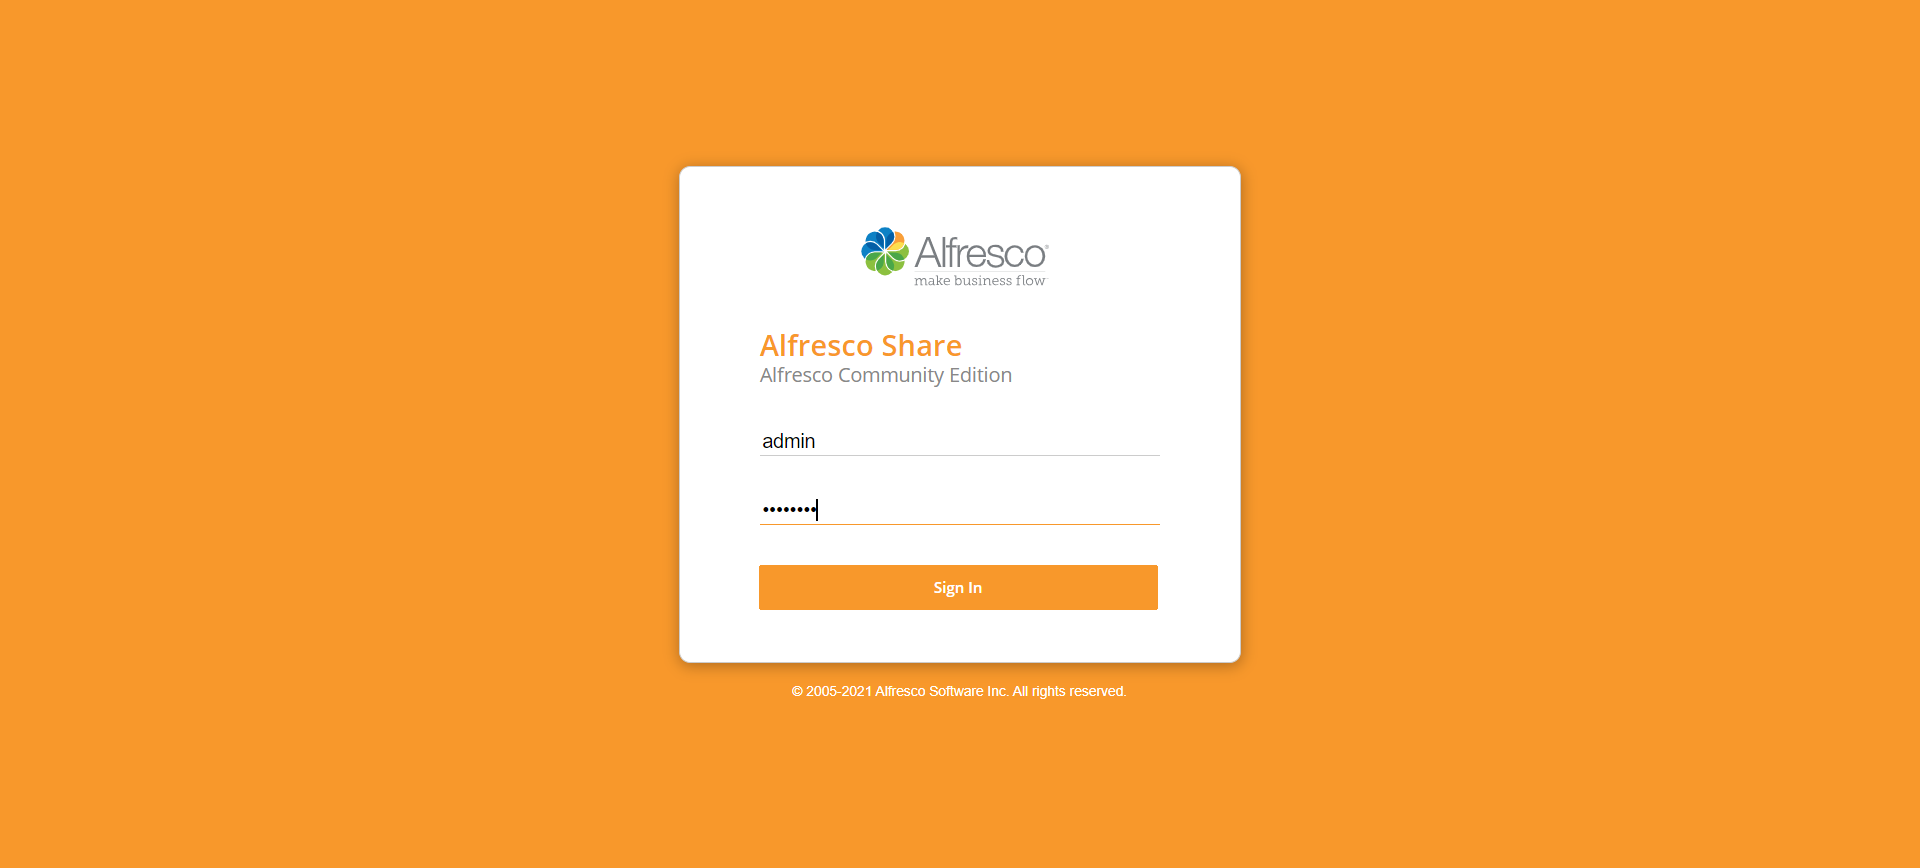 Alfresco®
make business flow
Alfresco Share
Alfresco Community Edition
admin
••••••••
Sign In
© 2005-2021 Alfresco Software Inc. All rights reserved.